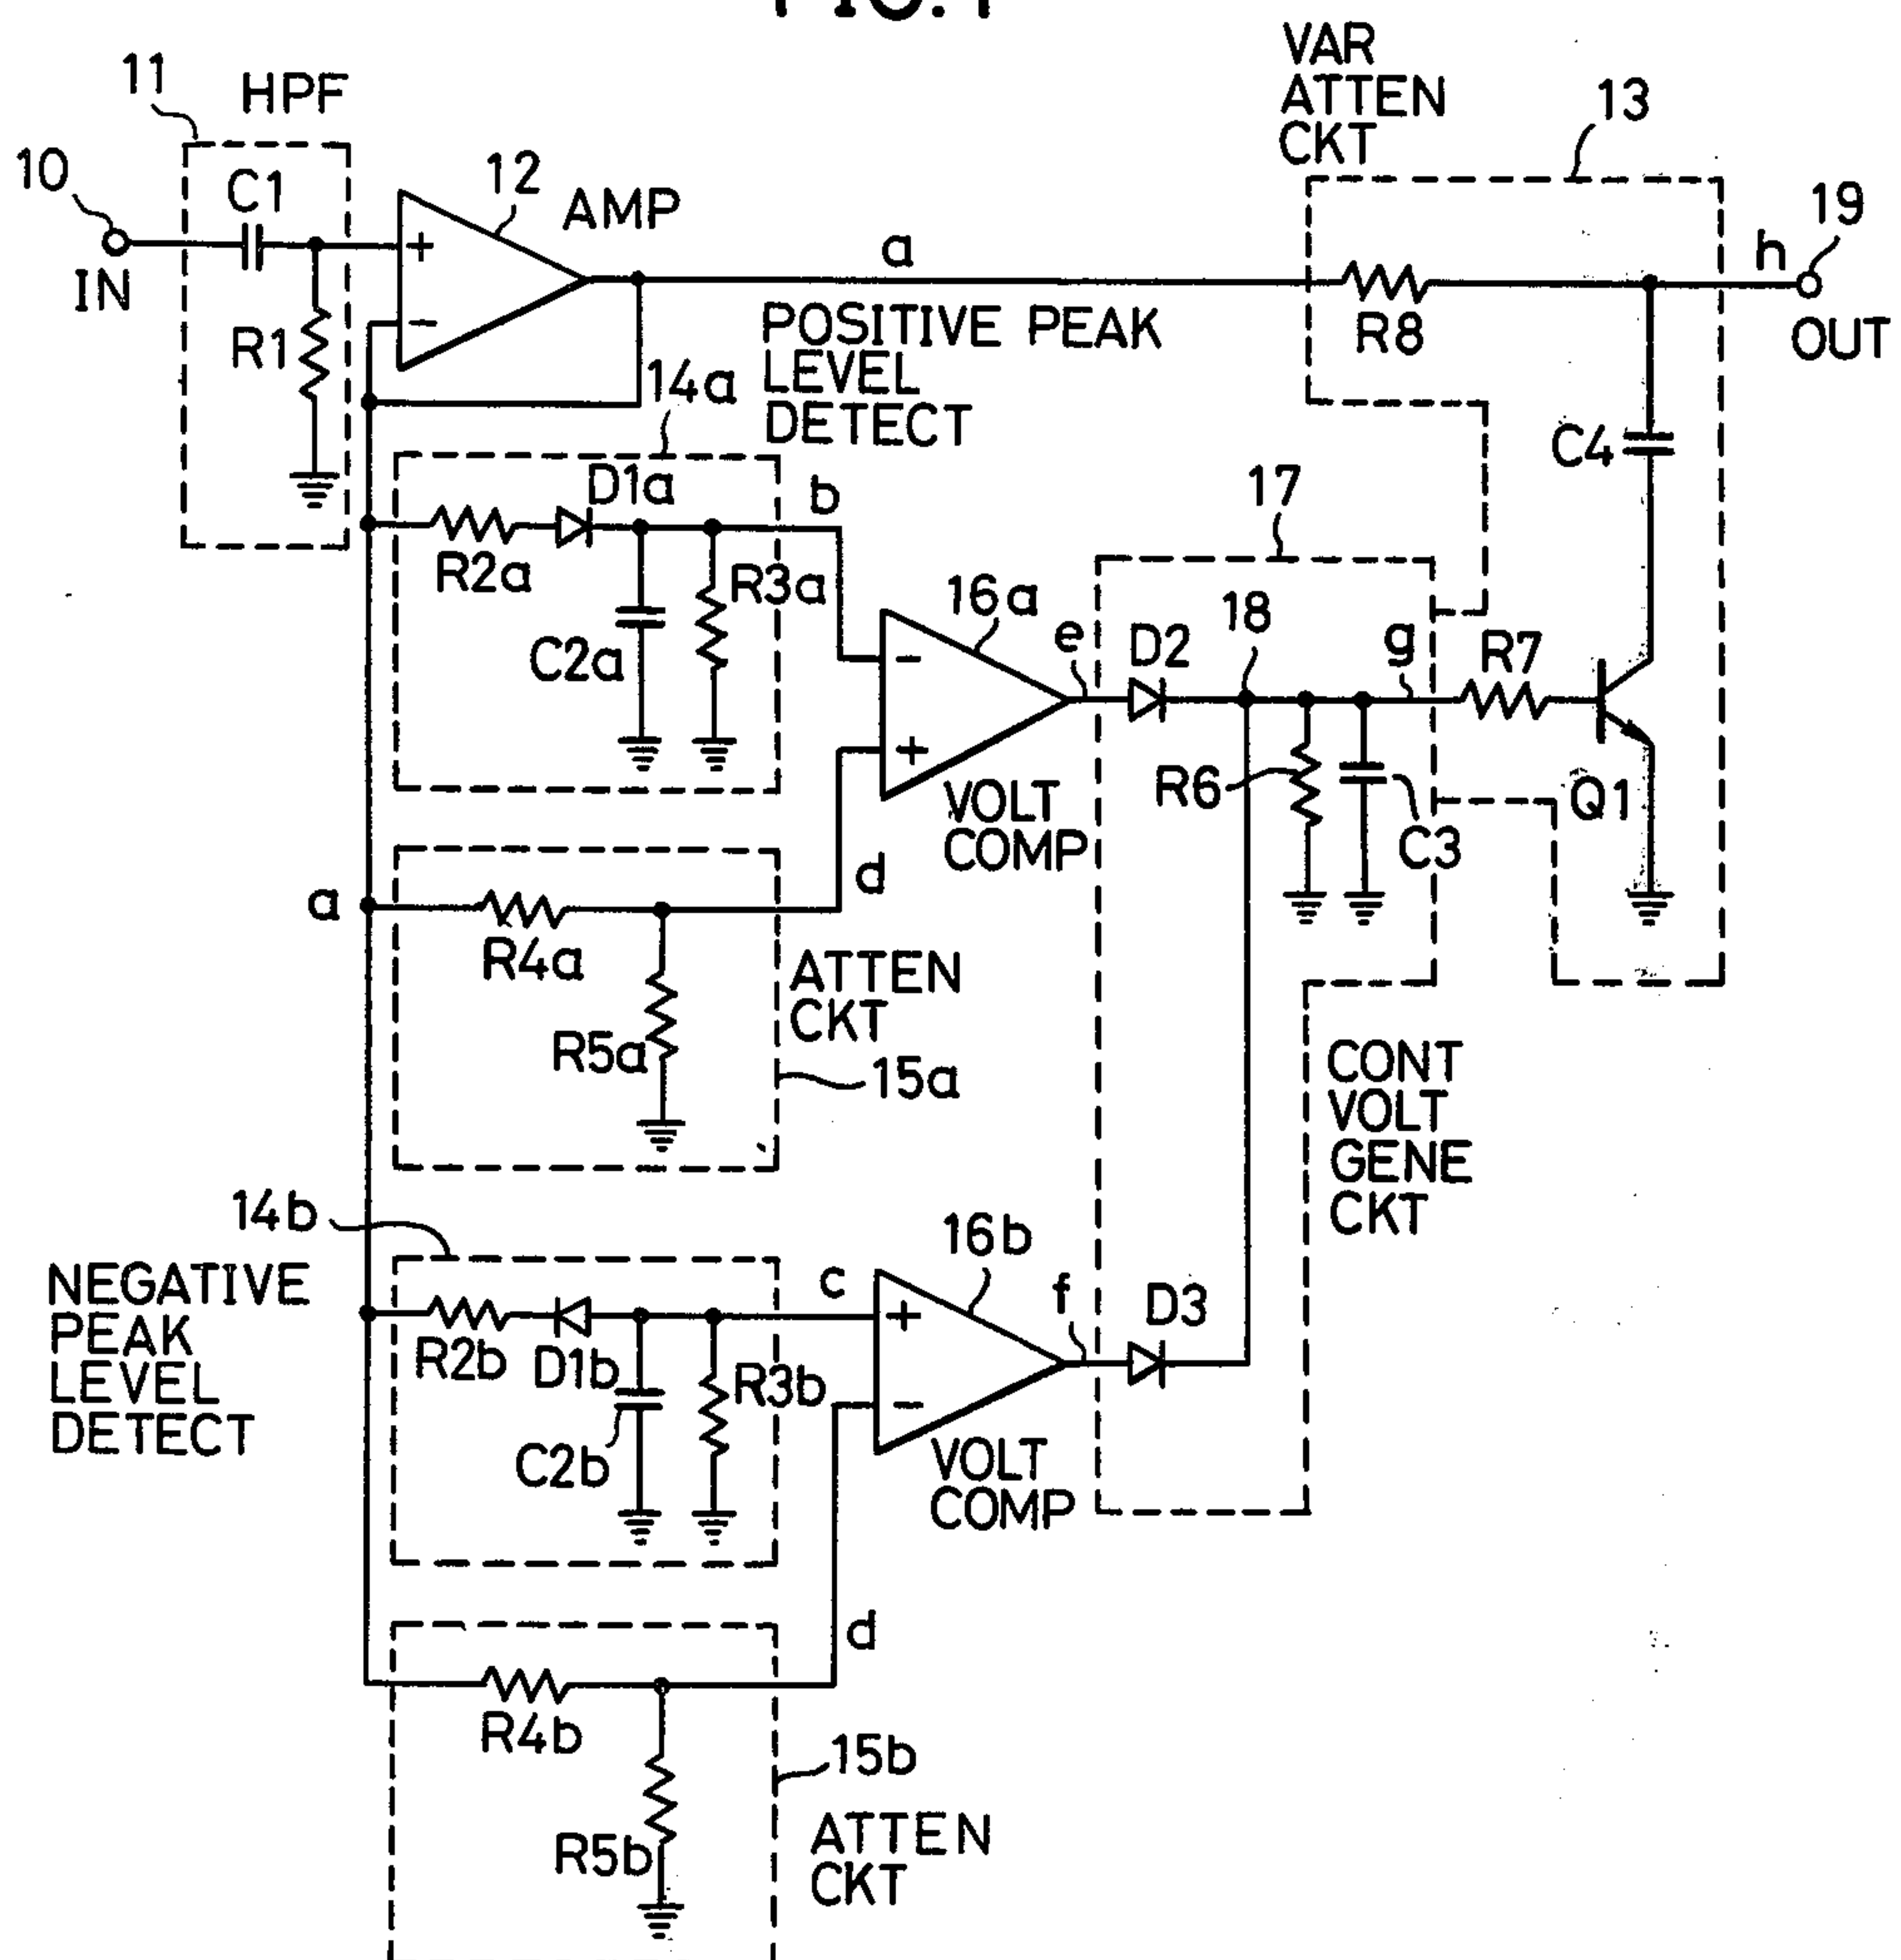 FIG. 1
VAR
ATTEN
CKT
11
HPF
13
10
C1
12
AMP
19
a
h
IN
R1
R8
OUT
POSITIVE PEAK
LEVEL
DETECT
14a
C4
D1a
b
17
R2a
R3a
16a
C2a
e
D2
18
g
R7
R6
Q1
C3
VOLT
COMP
d
a
R4a
ATTEN
CKT
R5a
15a
CONT
VOLT
GENE
CKT
14b
16b
NEGATIVE
PEAK
LEVEL
DETECT
c
f
D3
R2b
D1b
R3b
C2b
VOLT
COMP
d
R4b
15b
R5b
ATTEN
CKT
+
-
-
+
+
-